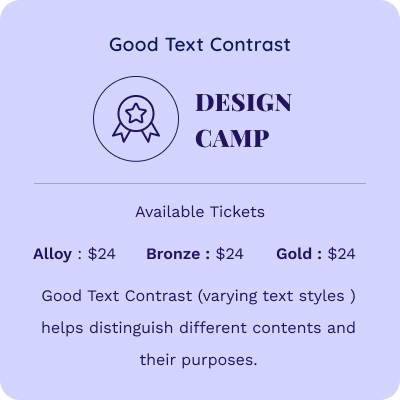 Good Text Contrast
DESIGN
CAMP
Available Tickets
Alloy : $24 Bronze : $24 Gold : $24
Good Text Contrast (varying text styles )
helps distinguish different contents and
their purposes.